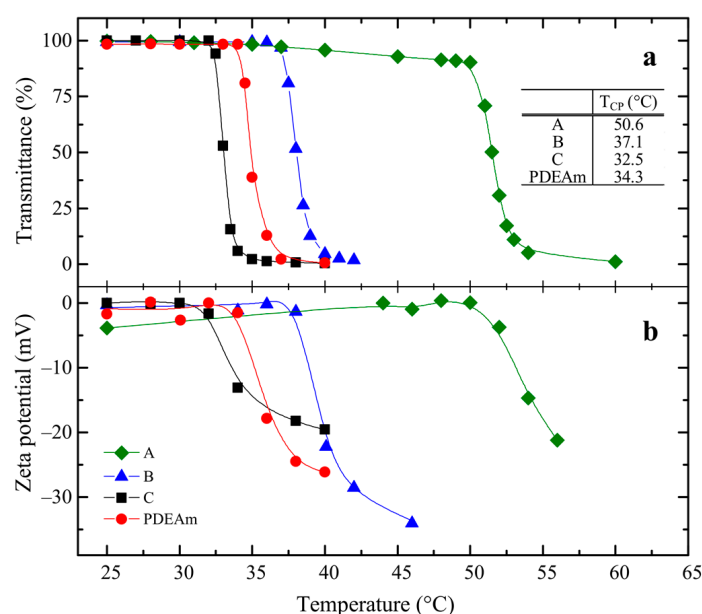 a
100
75
50
25
0
Transmittance (%)
T_CP (°C)
A 50.6
B 37.1
C 32.5
PDEAm 34.3
b
0
−10
−20
−30
Zeta potential (mV)
A
B
C
PDEAm
25 30 35 40 45 50 55 60 65
Temperature (°C)